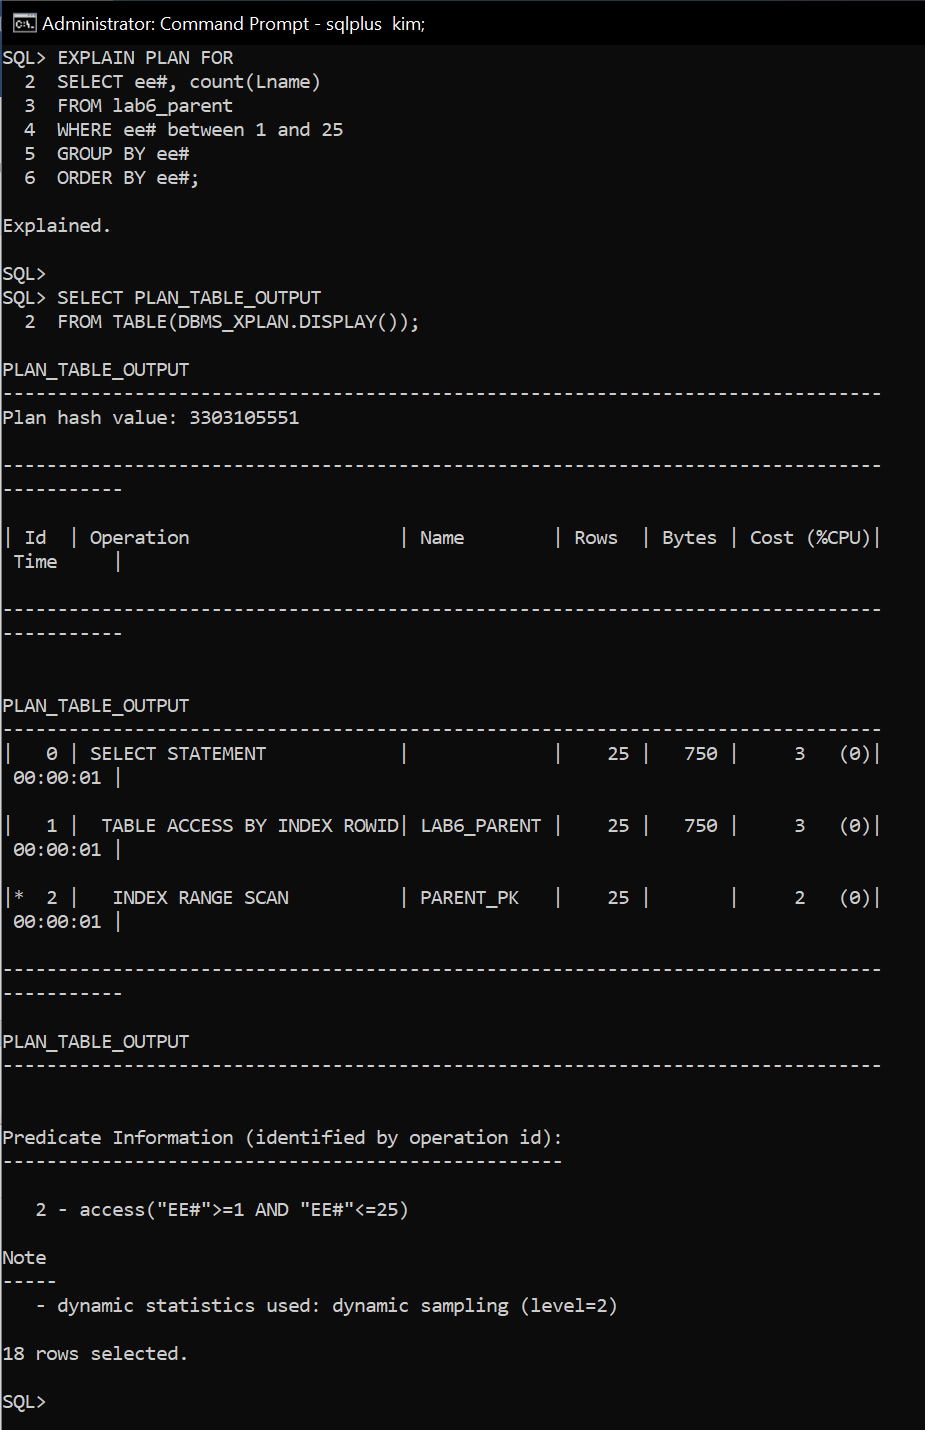 Administrator: Command Prompt - sqlplus  kim;
SQL> EXPLAIN PLAN FOR
  2  SELECT ee#, count(Lname)
  3  FROM lab6_parent
  4  WHERE ee# between 1 and 25
  5  GROUP BY ee#
  6  ORDER BY ee#;
Explained.
SQL>
SQL> SELECT PLAN_TABLE_OUTPUT
  2  FROM TABLE(DBMS_XPLAN.DISPLAY());
PLAN_TABLE_OUTPUT
--------------------------------------------------------------------------------
Plan hash value: 3303105551
--------------------------------------------------------------------------------
-----------
| Id  | Operation                   | Name        | Rows  | Bytes | Cost (%CPU)|
 Time     |
--------------------------------------------------------------------------------
-----------
PLAN_TABLE_OUTPUT
--------------------------------------------------------------------------------
|   0 | SELECT STATEMENT            |             |    25 |   750 |     3   (0)|
 00:00:01 |
|   1 |  TABLE ACCESS BY INDEX ROWID| LAB6_PARENT |    25 |   750 |     3   (0)|
 00:00:01 |
|*  2 |   INDEX RANGE SCAN          | PARENT_PK   |    25 |       |     2   (0)|
 00:00:01 |
--------------------------------------------------------------------------------
-----------
PLAN_TABLE_OUTPUT
--------------------------------------------------------------------------------
Predicate Information (identified by operation id):
---------------------------------------------------
   2 - access("EE#">=1 AND "EE#"<=25)
Note
-----
   - dynamic statistics used: dynamic sampling (level=2)
18 rows selected.
SQL>